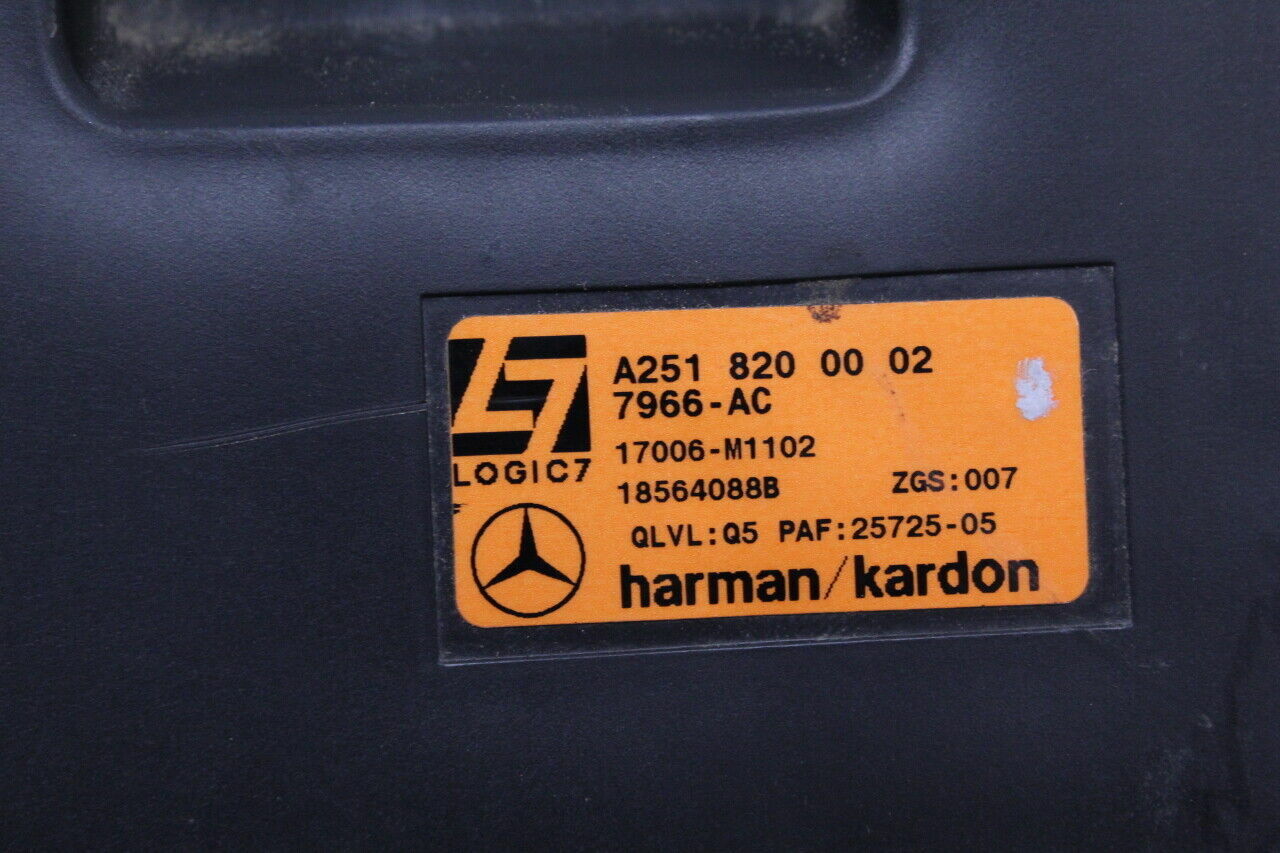 A251 820 00 02
7966-AC
LOGIC7
17006-M1102
18564088B ZGS:007
QLVL:Q5 PAF:25725-05
harman/kardon